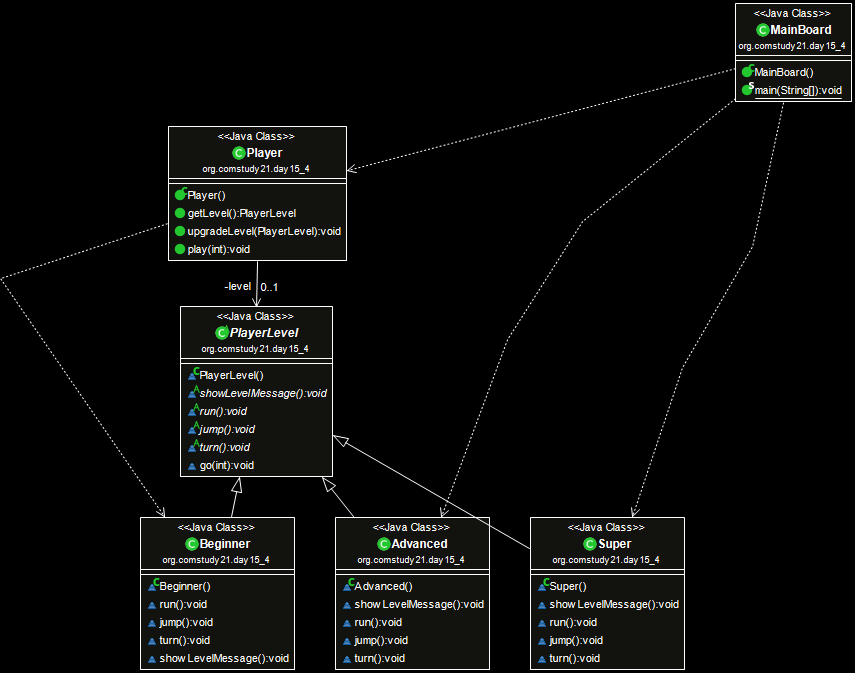 <<Java Class>>
MainBoard
org.comstudy21.day15_4
MainBoard()
main(String[]):void
<<Java Class>>
Player
org.comstudy21.day15_4
Player()
getLevel():PlayerLevel
upgradeLevel(PlayerLevel):void
play(int):void
-level 0..1
<<Java Class>>
PlayerLevel
org.comstudy21.day15_4
PlayerLevel()
showLevelMessage():void
run():void
jump():void
turn():void
go(int):void
<<Java Class>>
Beginner
org.comstudy21.day15_4
Beginner()
run():void
jump():void
turn():void
showLevelMessage():void
<<Java Class>>
Advanced
org.comstudy21.day15_4
Advanced()
showLevelMessage():void
run():void
jump():void
turn():void
<<Java Class>>
Super
org.comstudy21.day15_4
Super()
showLevelMessage():void
run():void
jump():void
turn():void